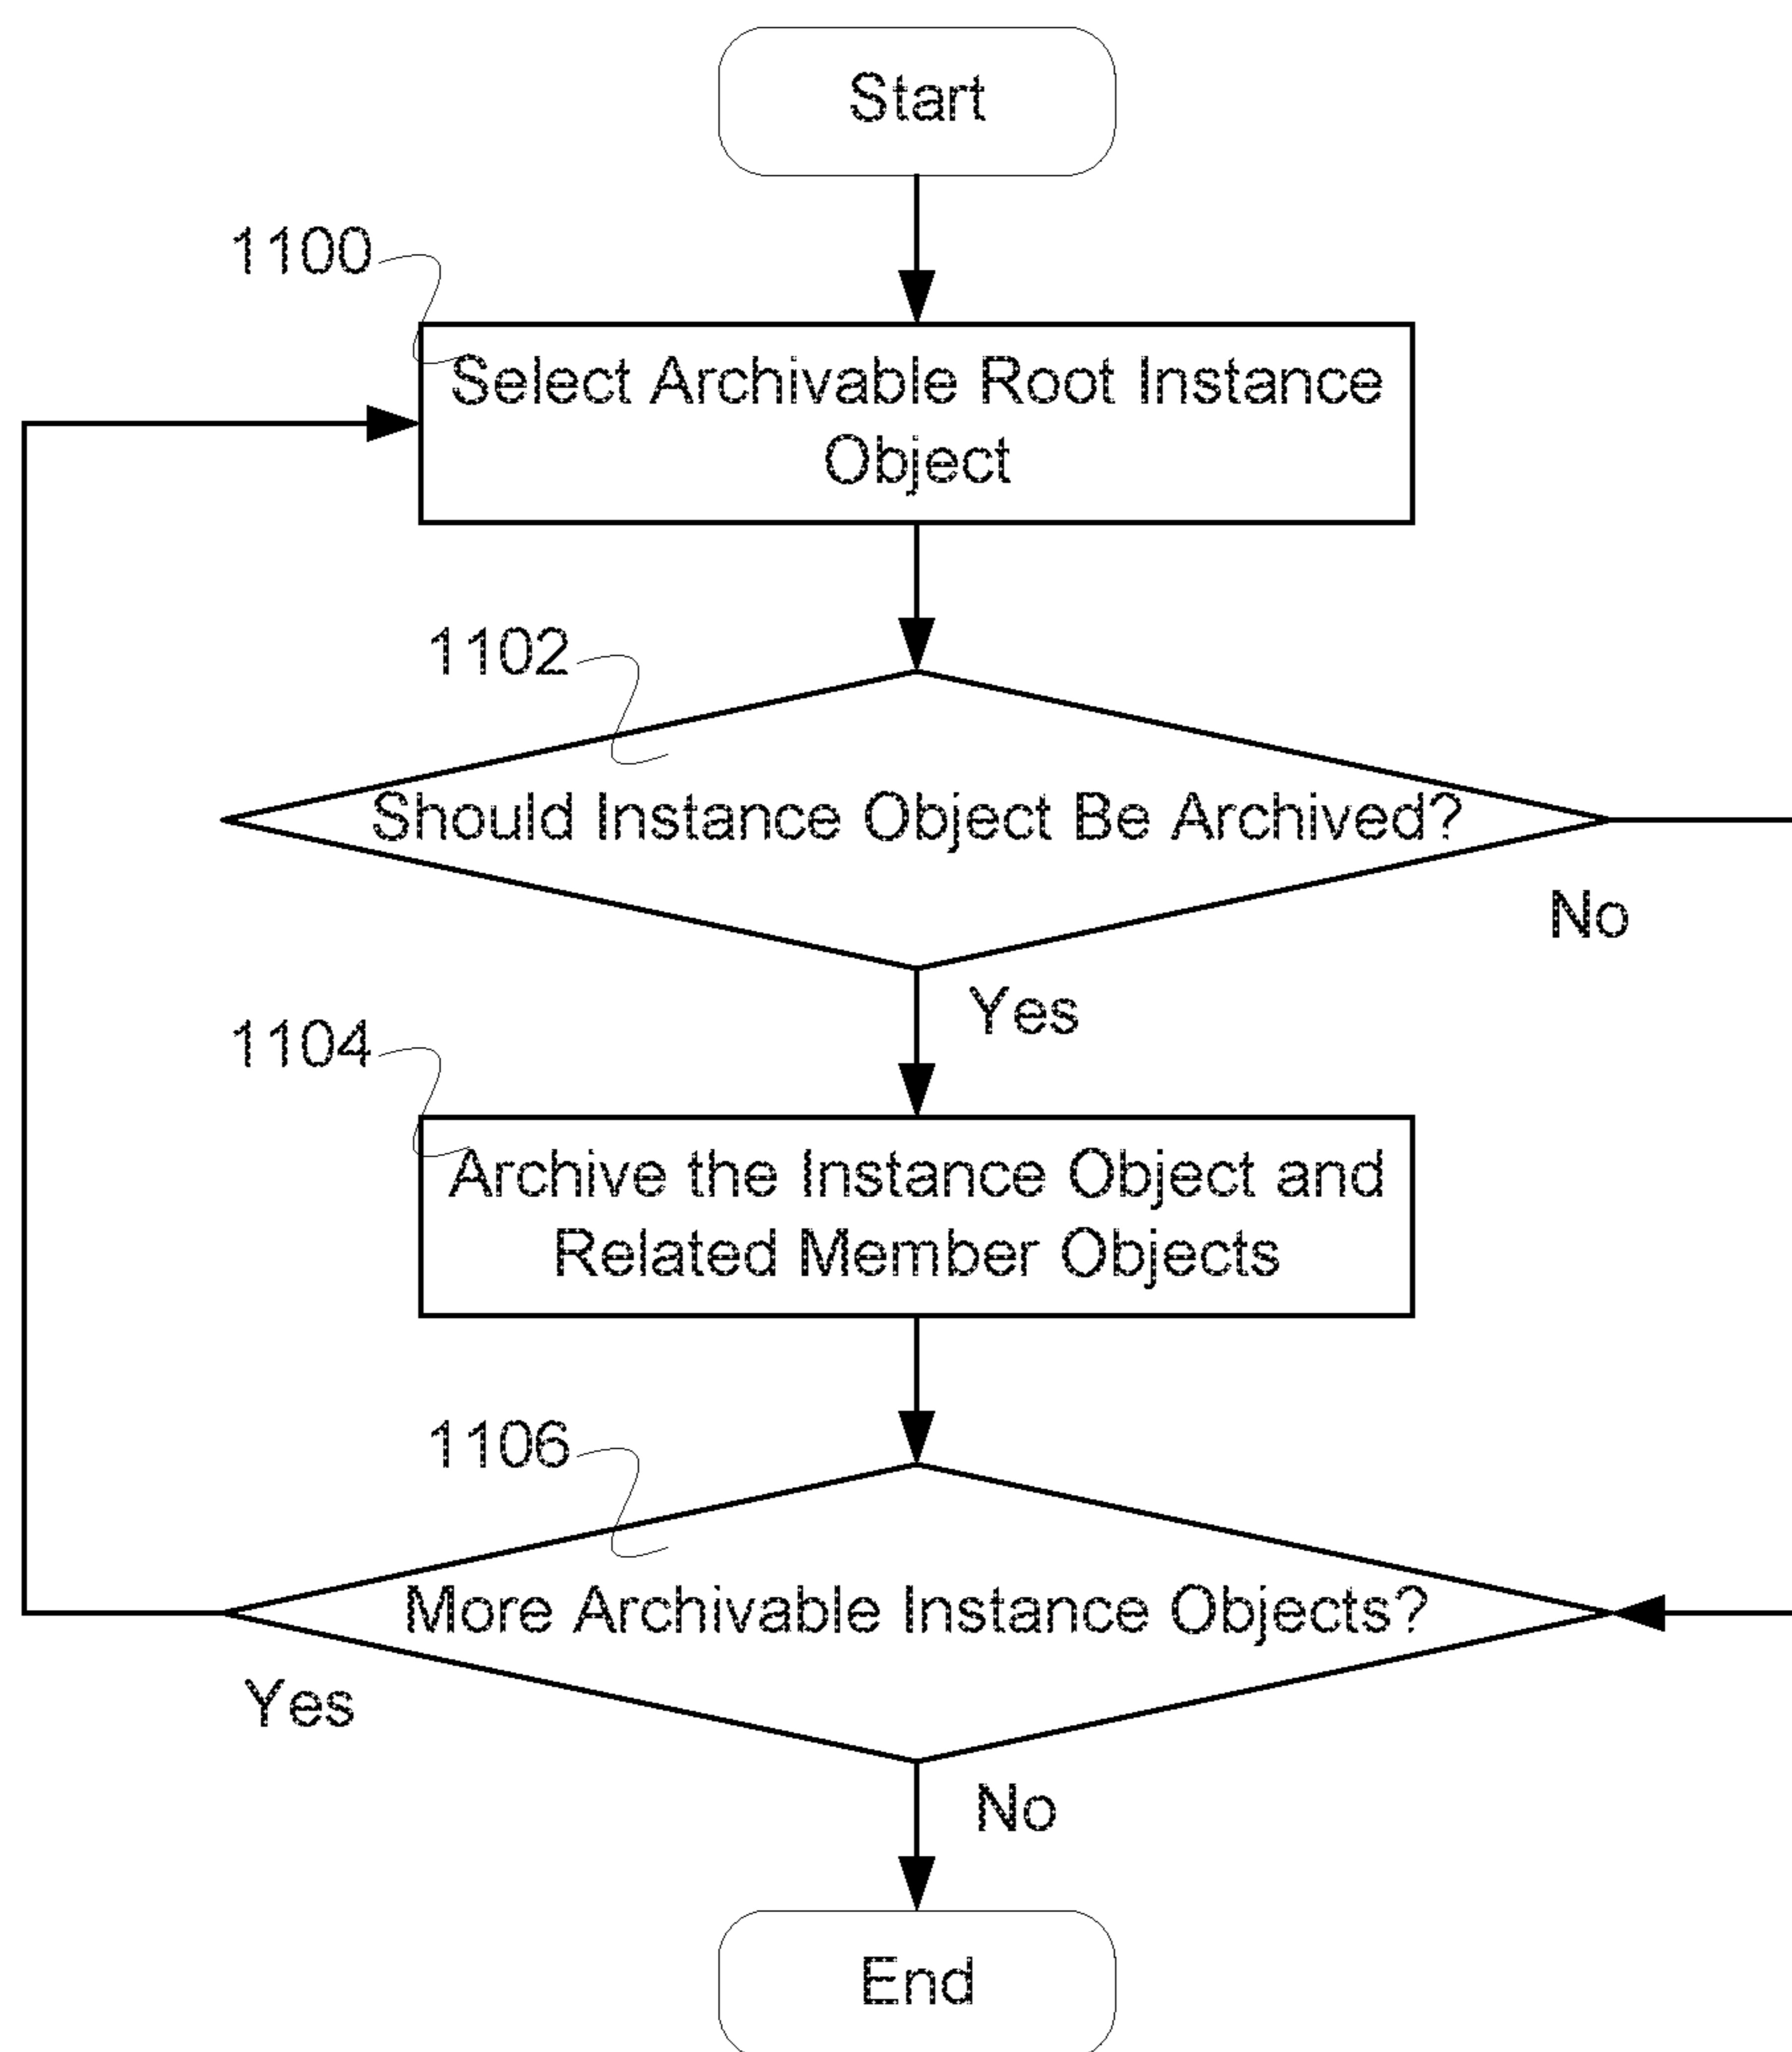 Start
1100
Select Archivable Root Instance
Object
1102
Should Instance Object Be Archived?
No
Yes
1104
Archive the Instance Object and
Related Member Objects
1106
More Archivable Instance Objects?
Yes
No
End